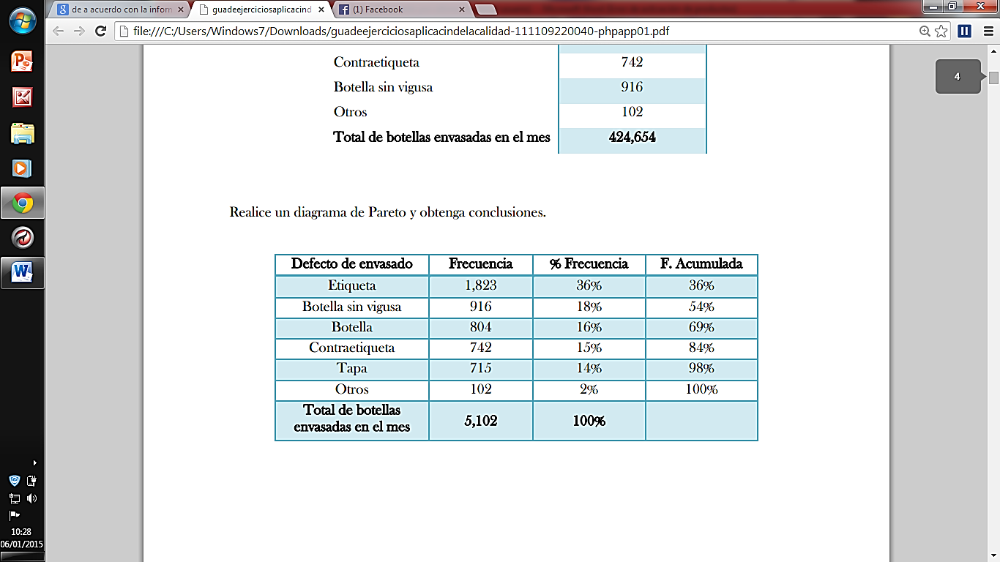 de a acuerdo con la inforn
guadeejerciciosaplicacind
(1) Facebook
file:///C:/Users/Windows7/Downloads/guadeejerciciosaplicacindelacalidad-111109220040-phpapp01.pdf
4
Contraetiqueta 742
Botella sin vigusa 916
Otros 102
Total de botellas envasadas en el mes 424,654
Realice un diagrama de Pareto y obtenga conclusiones.
Defecto de envasado Frecuencia % Frecuencia F. Acumulada
Etiqueta 1,823 36% 36%
Botella sin vigusa 916 18% 54%
Botella 804 16% 69%
Contraetiqueta 742 15% 84%
Tapa 715 14% 98%
Otros 102 2% 100%
Total de botellas
envasadas en el mes 5,102 100%
10:28
06/01/2015